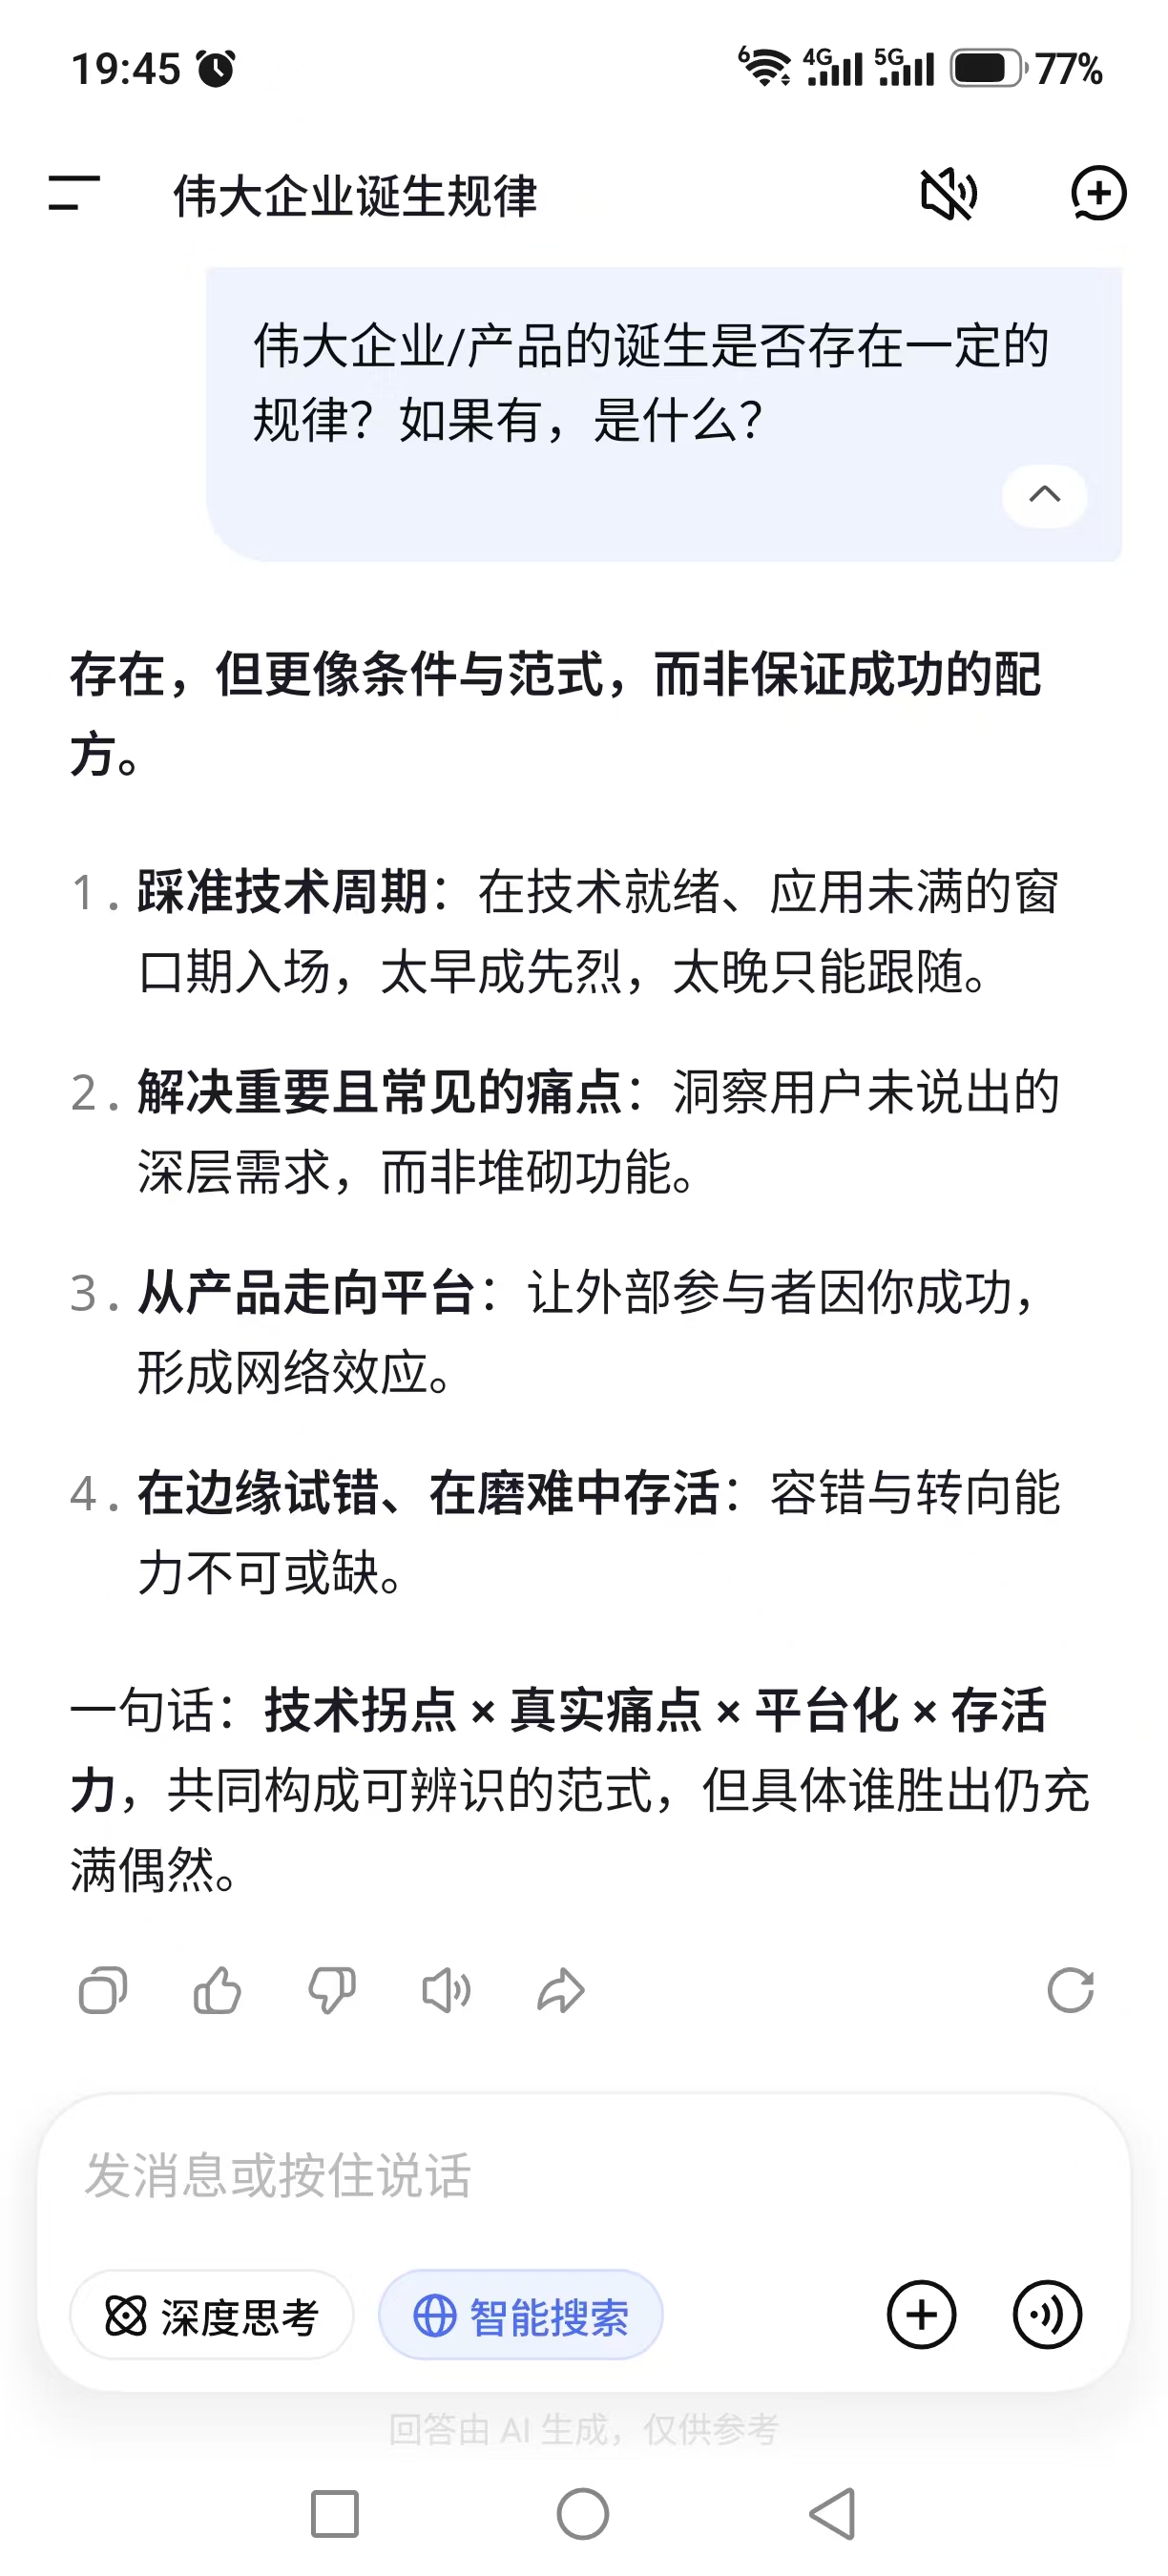 19:45 6 4G 5G 77%
伟大企业诞生规律
伟大企业/产品的诞生是否存在一定的
规律？如果有，是什么？
存在，但更像条件与范式，而非保证成功的配
方。
1. 踩准技术周期：在技术就绪、应用未满的窗
口期入场，太早成先烈，太晚只能跟随。
2. 解决重要且常见的痛点：洞察用户未说出的
深层需求，而非堆砌功能。
3. 从产品走向平台：让外部参与者因你成功，
形成网络效应。
4. 在边缘试错、在磨难中存活：容错与转向能
力不可或缺。
一句话：技术拐点 × 真实痛点 × 平台化 × 存活
力，共同构成可辨识的范式，但具体谁胜出仍充
满偶然。
发消息或按住说话
深度思考 智能搜索
回答由 AI 生成，仅供参考